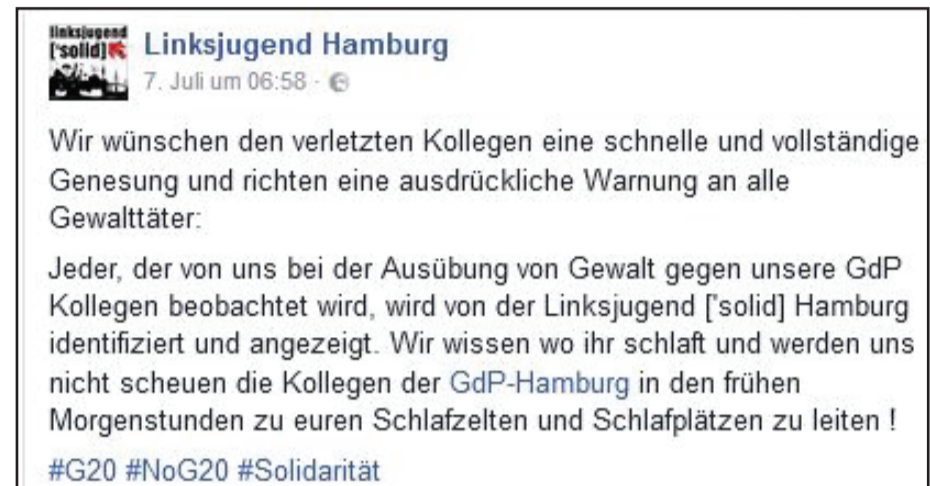 linksjugend
['solid]
Linksjugend Hamburg
7. Juli um 06:58 ·
Wir wünschen den verletzten Kollegen eine schnelle und vollständige
Genesung und richten eine ausdrückliche Warnung an alle
Gewalttäter:
Jeder, der von uns bei der Ausübung von Gewalt gegen unsere GdP
Kollegen beobachtet wird, wird von der Linksjugend ['solid] Hamburg
identifiziert und angezeigt. Wir wissen wo ihr schlaft und werden uns
nicht scheuen die Kollegen der GdP-Hamburg in den frühen
Morgenstunden zu euren Schlafzelten und Schlafplätzen zu leiten !
#G20 #NoG20 #Solidarität